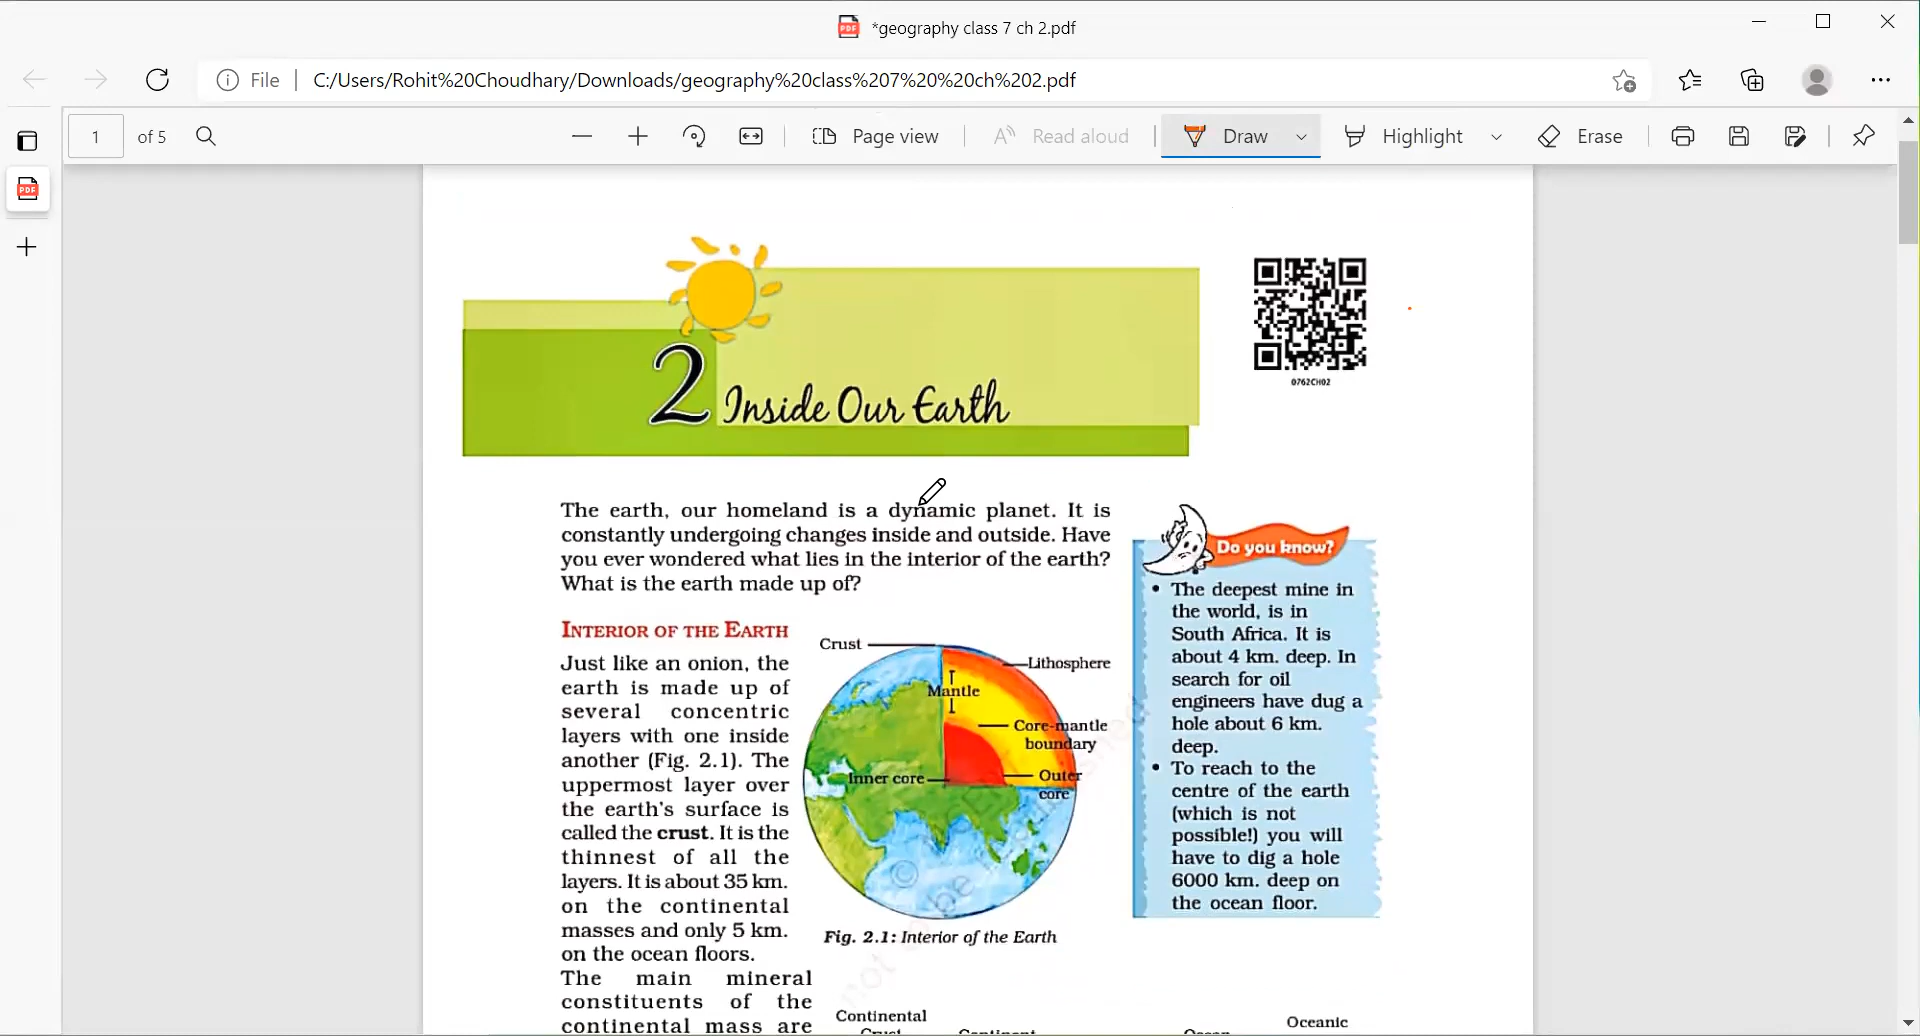 *geography class 7 ch 2.pdf
File
C:/Users/Rohit%20Choudhary/Downloads/geography%20class%207%20%20ch%202.pdf
1 of 5
Page view
Read aloud
Draw
Highlight
Erase
0762CH02
2 Inside Our Earth
The earth, our homeland is a dynamic planet. It is
constantly undergoing changes inside and outside. Have
you ever wondered what lies in the interior of the earth?
What is the earth made up of?
INTERIOR OF THE EARTH
Just like an onion, the
earth is made up of
several concentric
layers with one inside
another (Fig. 2.1). The
uppermost layer over
the earth's surface is
called the crust. It is the
thinnest of all the
layers. It is about 35 km.
on the continental
masses and only 5 km.
on the ocean floors.
The main mineral
constituents of the
continental mass are
Crust
Lithosphere
Mantle
Core-mantle
boundary
Inner core
Outer
core
Fig. 2.1: Interior of the Earth
Do you know?
• The deepest mine in
the world, is in
South Africa. It is
about 4 km. deep. In
search for oil
engineers have dug a
hole about 6 km.
deep.
• To reach to the
centre of the earth
(which is not
possible!) you will
have to dig a hole
6000 km. deep on
the ocean floor.
Continental
Crust
Continent
Ocean
Oceanic